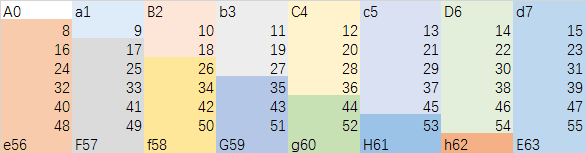 A0 a1 B2 b3 C4 c5 D6 d7
8 9 10 11 12 13 14 15
16 17 18 19 20 21 22 23
24 25 26 27 28 29 30 31
32 33 34 35 36 37 38 39
40 41 42 43 44 45 46 47
48 49 50 51 52 53 54 55
e56 F57 f58 G59 g60 H61 h62 E63